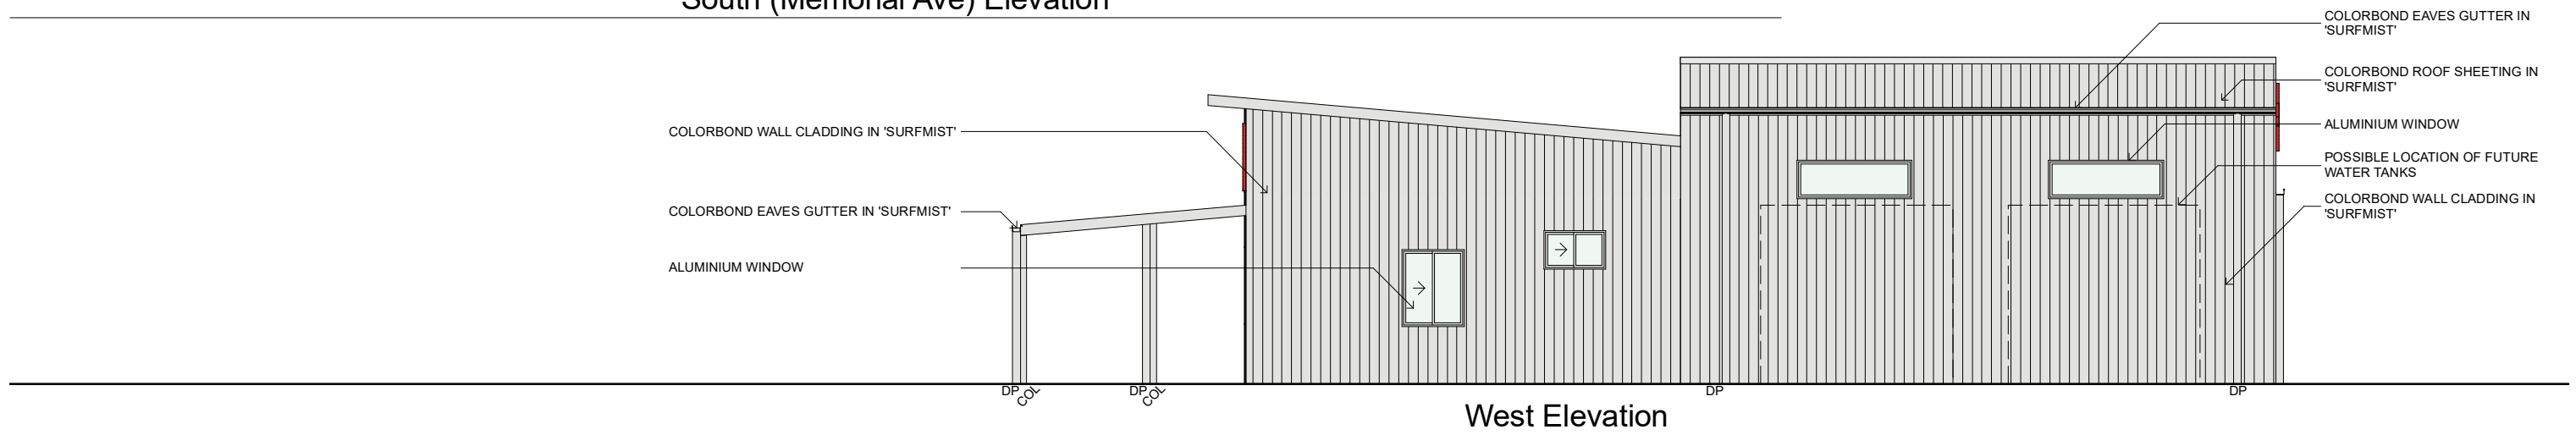 South (Memorial Ave) Elevation
COLORBOND EAVES GUTTER IN
'SURFMIST'
COLORBOND ROOF SHEETING IN
'SURFMIST'
COLORBOND WALL CLADDING IN 'SURFMIST'
ALUMINIUM WINDOW
POSSIBLE LOCATION OF FUTURE
WATER TANKS
COLORBOND WALL CLADDING IN
'SURFMIST'
COLORBOND EAVES GUTTER IN 'SURFMIST'
ALUMINIUM WINDOW
DP
COL
DP
COL
DP
DP
West Elevation